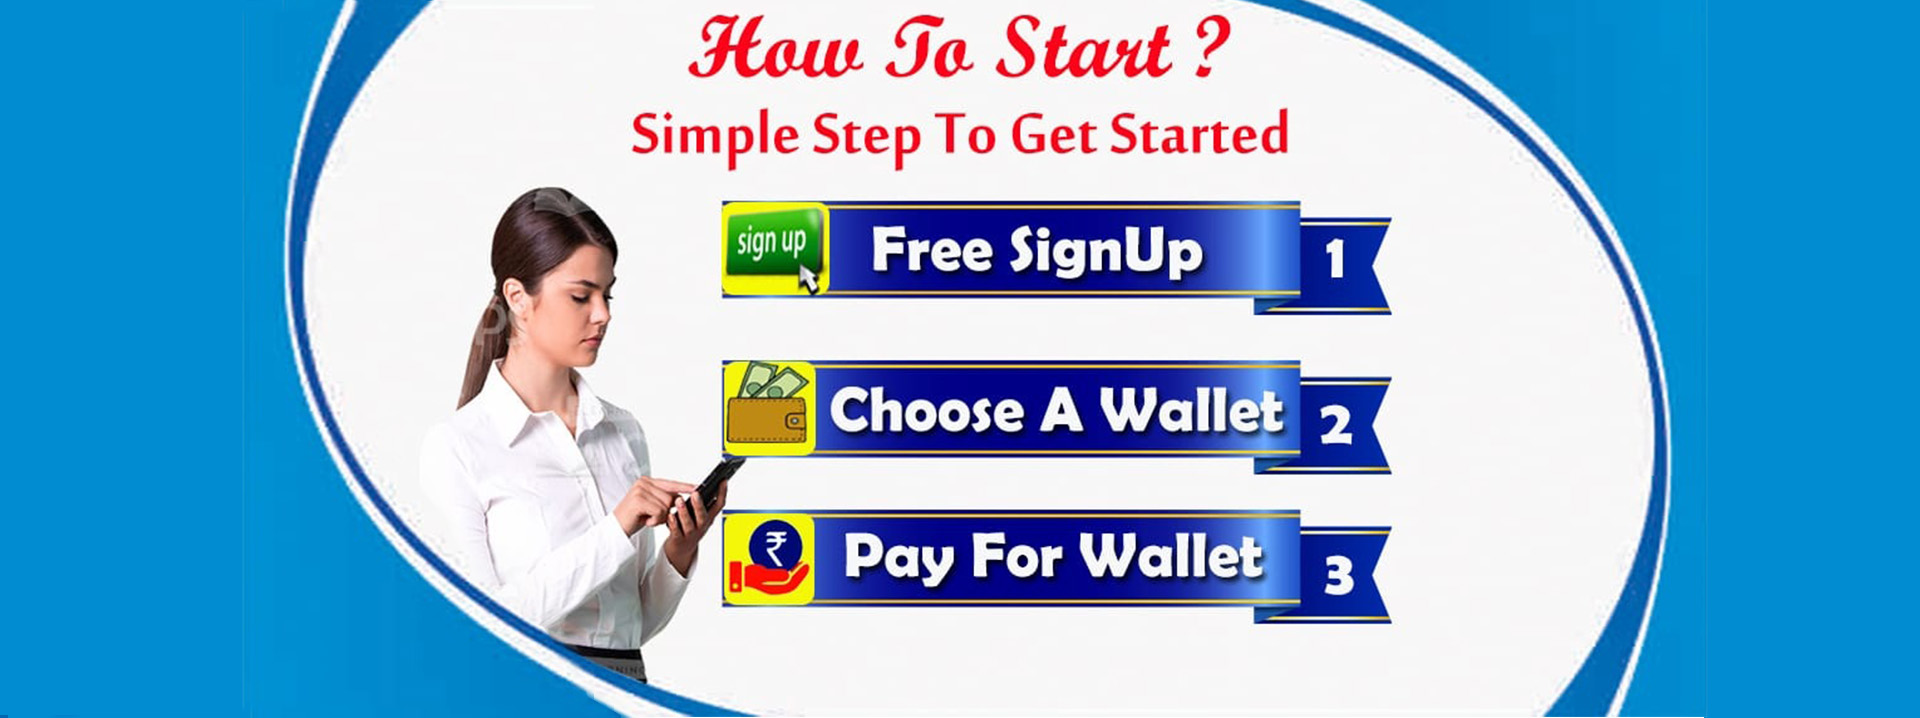 How To Start ?
Simple Step To Get Started
sign up
Free SignUp
1
Choose A Wallet
2
₹
Pay For Wallet
3